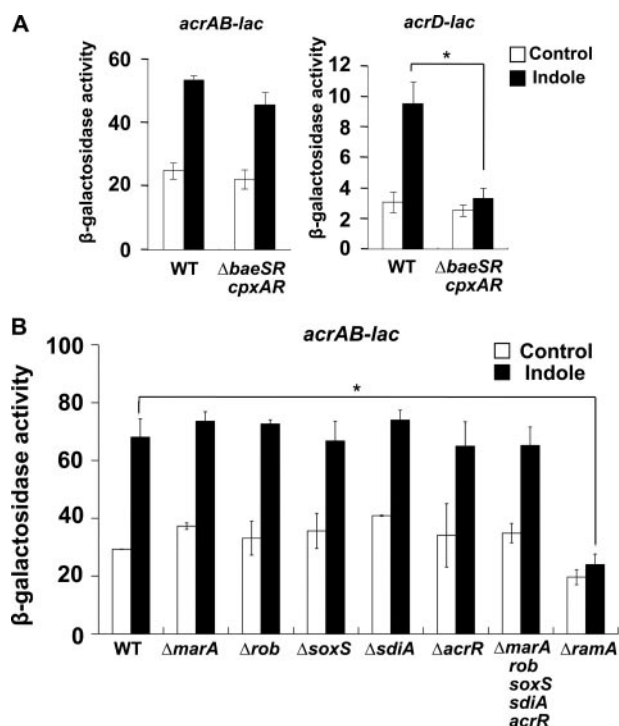 A
acrAB-lac
acrD-lac
Control
Indole
β-galactosidase activity
60
40
20
0
WT
ΔbaeSR
cpxAR
β-galactosidase activity
12
10
8
6
4
2
0
*
WT
ΔbaeSR
cpxAR
B
acrAB-lac
Control
Indole
β-galactosidase activity
100
80
60
40
20
0
*
WT
ΔmarA
Δrob
ΔsoxS
ΔsdiA
ΔacrR
ΔmarA
rob
soxS
sdiA
acrR
ΔramA